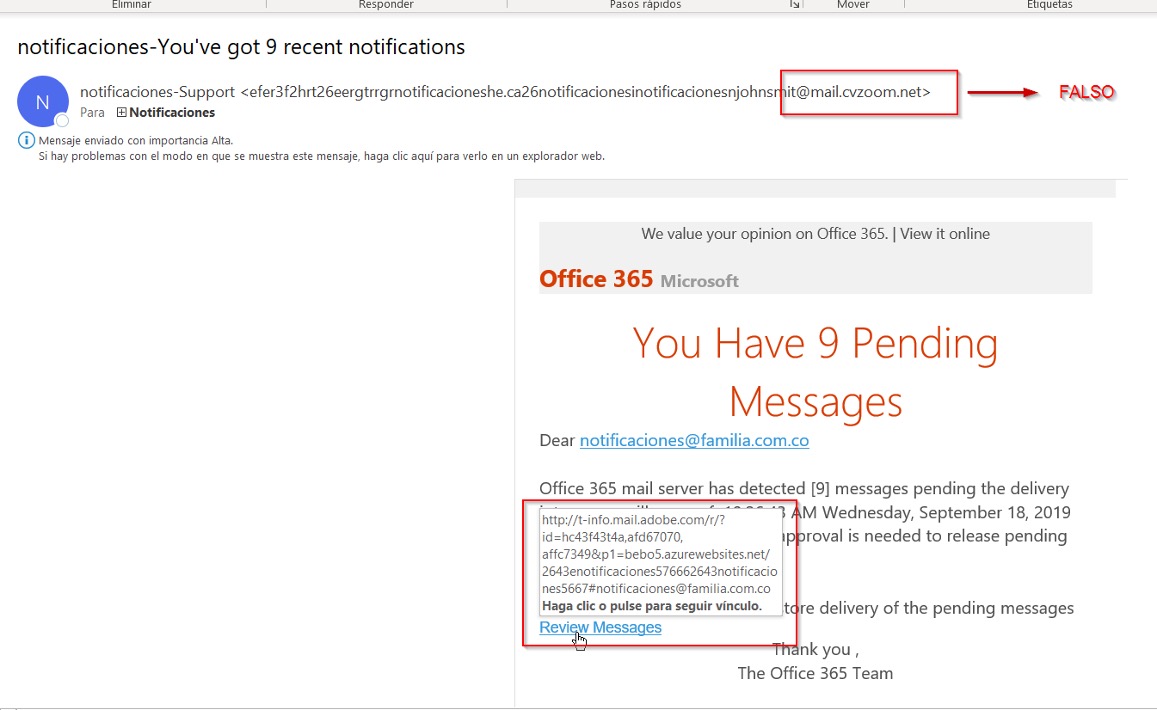 Eliminar Responder Pasos rápidos Mover Etiquetas
notificaciones-You've got 9 recent notifications
N
notificaciones-Support <efer3f2hrt26eergtrrgrnotificacioneshe.ca26notificacionesinotificacionesnjohnsmit@mail.cvzoom.net>
FALSO
Para Notificaciones
Mensaje enviado con importancia Alta.
Si hay problemas con el modo en que se muestra este mensaje, haga clic aquí para verlo en un explorador web.
We value your opinion on Office 365. | View it online
Office 365 Microsoft
You Have 9 Pending
Messages
Dear notificaciones@familia.com.co
Office 365 mail server has detected [9] messages pending the delivery
AM Wednesday, September 18, 2019
approval is needed to release pending
http://t-info.mail.adobe.com/r/?
id=hc43f43t4a,afd67070,
affc7349&p1=bebo5.azurewebsites.net/
2643enotificaciones576662643notificacio
nes5667#notificaciones@familia.com.co
Haga clic o pulse para seguir vínculo.
tore delivery of the pending messages
Review Messages
Thank you ,
The Office 365 Team